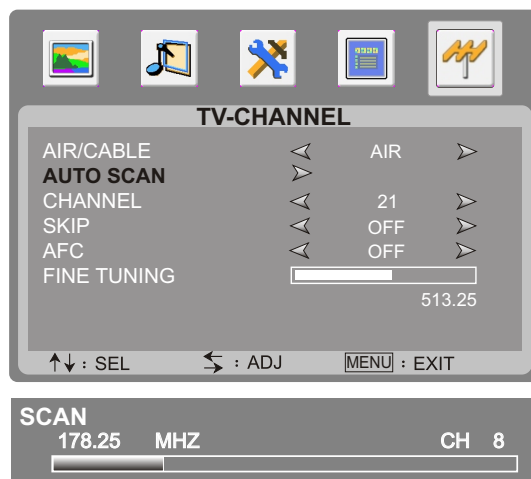 TV-CHANNEL
AIR/CABLE AIR
AUTO SCAN
CHANNEL 21
SKIP OFF
AFC OFF
FINE TUNING
513.25
↑↓ : SEL ⇆ : ADJ MENU : EXIT
SCAN
178.25 MHZ CH 8